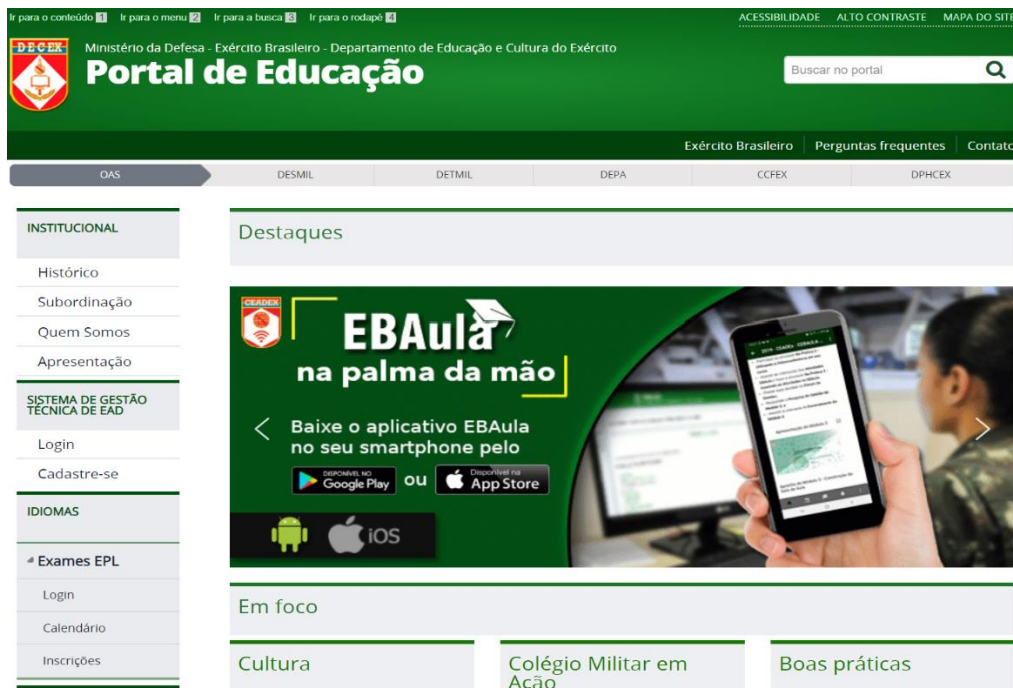 Ir para o conteúdo 1 Ir para o menu 2 Ir para a busca 3 Ir para o rodapé 4 ACESSIBILIDADE ALTO CONTRASTE MAPA DO SITE
DECEX
Ministério da Defesa - Exército Brasileiro - Departamento de Educação e Cultura do Exército
Portal de Educação
Buscar no portal
Exército Brasileiro Perguntas frequentes Contato
OAS DESMIL DETMIL DEPA CCFEX DPHCEX
INSTITUCIONAL
Histórico
Subordinação
Quem Somos
Apresentação
SISTEMA DE GESTÃO
TÉCNICA DE EAD
Login
Cadastre-se
IDIOMAS
Exames EPL
Login
Calendário
Inscrições
Destaques
CEADEX
EBAula
na palma da mão
Baixe o aplicativo EBAula
no seu smartphone pelo
DISPONÍVEL NO
Google Play
ou
Disponível na
App Store
iOS
Em foco
Cultura
Colégio Militar em
Ação
Boas práticas